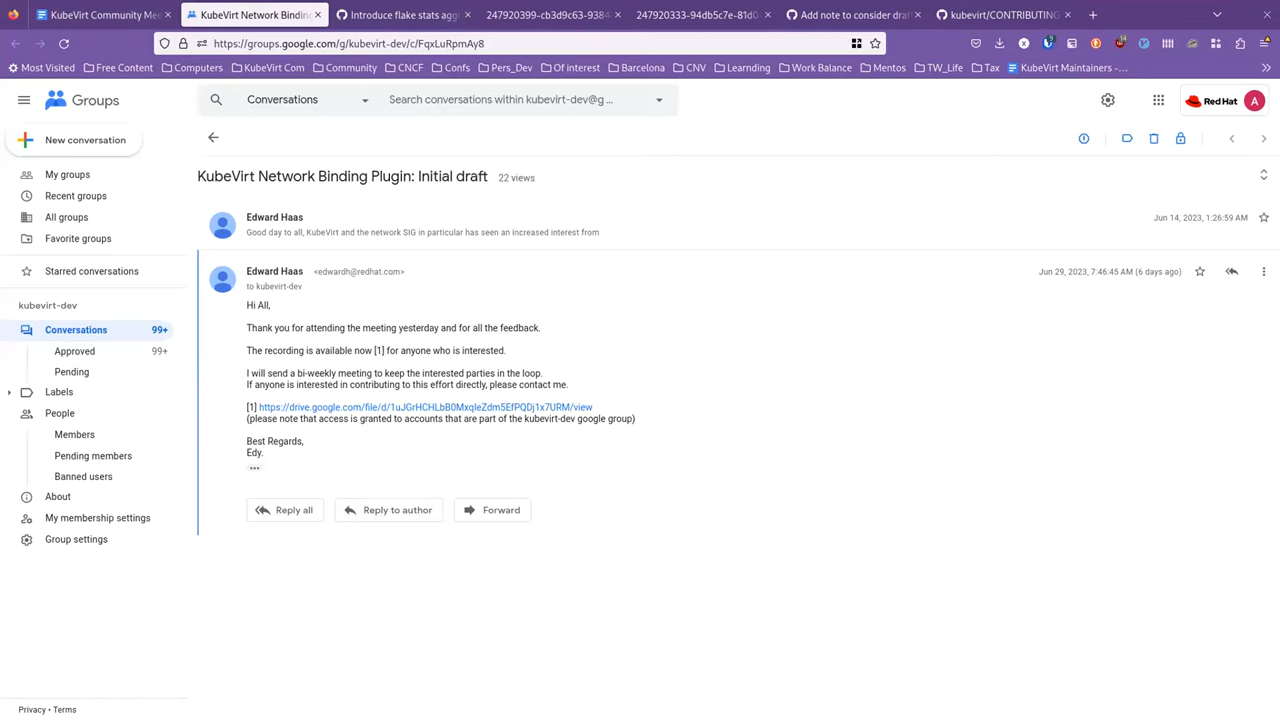 KubeVirt Community Mee
KubeVirt Network Binding
Introduce flake stats agg
247920399-cb3d9c63-9384
247920333-94db5c7e-81d0
Add note to consider draf
kubevirt/CONTRIBUTING
https://groups.google.com/g/kubevirt-dev/c/FqxLuRpmAy8
Most Visited
Free Content
Computers
KubeVirt Com
Community
CNCF
Confs
Pers_Dev
Of interest
Barcelona
CNV
Learnding
Work Balance
Mentos
TW_Life
Tax
KubeVirt Maintainers -...
Groups
Conversations
Search conversations within kubevirt-dev@g ...
Red Hat
A
New conversation
My groups
Recent groups
All groups
Favorite groups
Starred conversations
kubevirt-dev
Conversations 99+
Approved 99+
Pending
Labels
People
Members
Pending members
Banned users
About
My membership settings
Group settings
Privacy • Terms
KubeVirt Network Binding Plugin: Initial draft 22 views
Edward Haas Jun 14, 2023, 1:26:59 AM
Good day to all, KubeVirt and the network SIG in particular has seen an increased interest from
Edward Haas <edwardh@redhat.com> Jun 29, 2023, 7:46:45 AM (6 days ago)
to kubevirt-dev
Hi All,
Thank you for attending the meeting yesterday and for all the feedback.
The recording is available now [1] for anyone who is interested.
I will send a bi-weekly meeting to keep the interested parties in the loop.
If anyone is interested in contributing to this effort directly, please contact me.
[1] https://drive.google.com/file/d/1uJGrHCHLbB0MxqIeZdm5EfPQDj1x7URM/view
(please note that access is granted to accounts that are part of the kubevirt-dev google group)
Best Regards,
Edy.
Reply all
Reply to author
Forward